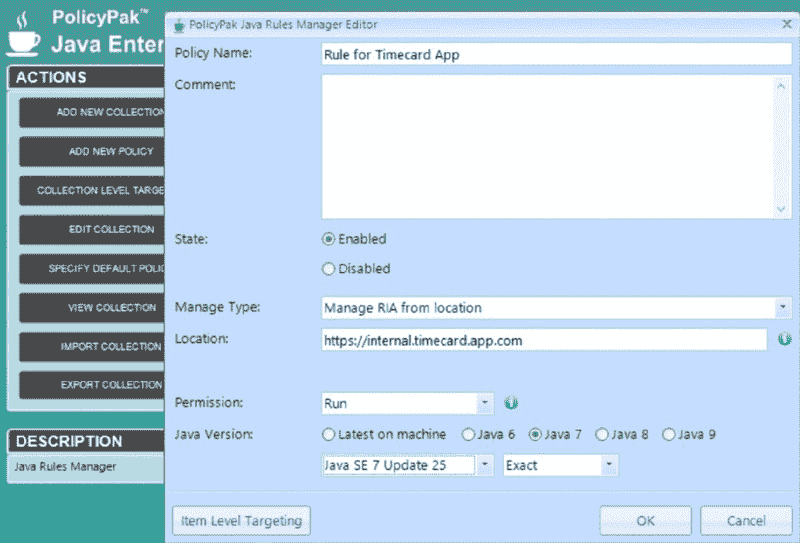 PolicyPak™
Java Enter
ACTIONS
ADD NEW COLLECTION
ADD NEW POLICY
COLLECTION LEVEL TARGE
EDIT COLLECTION
SPECIFY DEFAULT POLIC
VIEW COLLECTION
IMPORT COLLECTION
EXPORT COLLECTION
DESCRIPTION
Java Rules Manager
PolicyPak Java Rules Manager Editor
Policy Name: Rule for Timecard App
Comment:
State: Enabled
Disabled
Manage Type: Manage RIA from location
Location: https://internal.timecard.app.com
Permission: Run
Java Version: Latest on machine Java 6 Java 7 Java 8 Java 9
Java SE 7 Update 25 Exact
Item Level Targeting OK Cancel